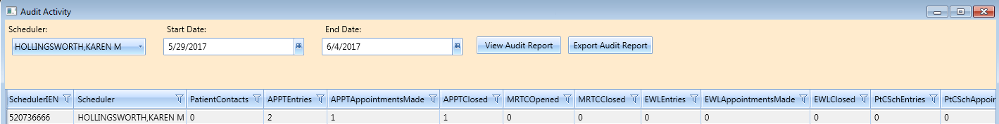 Audit Activity
Scheduler: Start Date: End Date:
HOLLINGSWORTH,KAREN M 5/29/2017 6/4/2017 View Audit Report Export Audit Report
SchedulerIEN Scheduler PatientContacts APPTEntries APPTAppointmentsMade APPTClosed MRTCOpened MRTCClosed EWLEntries EWLAppointmentsMade EWLClosed PtCSchEntries PtCSchAppoin
520736666 HOLLINGSWORTH,KAREN M 0 2 1 1 0 0 0 0 0 0 0